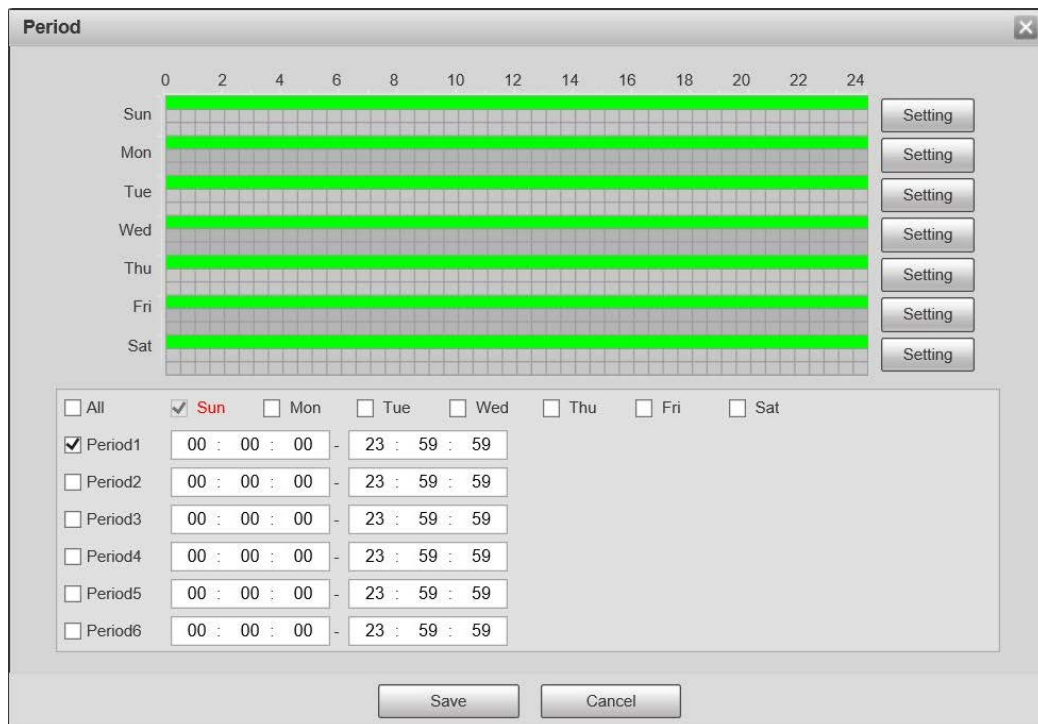 Period
0 2 4 6 8 10 12 14 16 18 20 22 24
Sun Setting
Mon Setting
Tue Setting
Wed Setting
Thu Setting
Fri Setting
Sat Setting
All Sun Mon Tue Wed Thu Fri Sat
Period1 00 : 00 : 00 - 23 : 59 : 59
Period2 00 : 00 : 00 - 23 : 59 : 59
Period3 00 : 00 : 00 - 23 : 59 : 59
Period4 00 : 00 : 00 - 23 : 59 : 59
Period5 00 : 00 : 00 - 23 : 59 : 59
Period6 00 : 00 : 00 - 23 : 59 : 59
Save Cancel